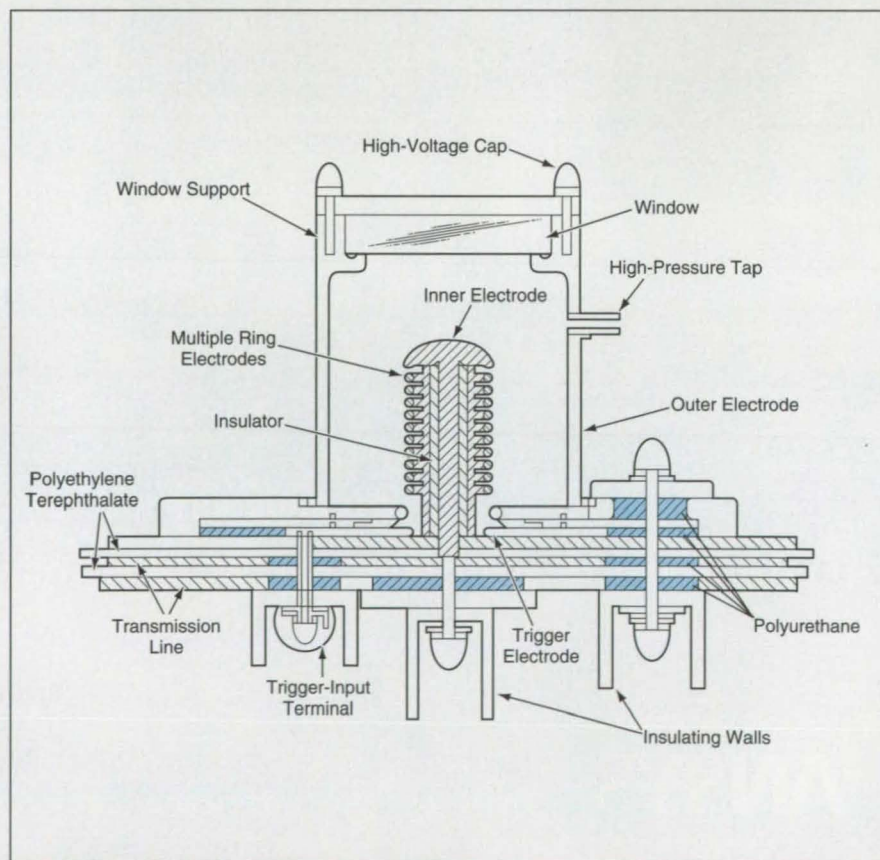 High-Voltage Cap
Window Support
Window
High-Pressure Tap
Inner Electrode
Multiple Ring
Electrodes
Outer Electrode
Insulator
Polyethylene
Terephthalate
Transmission
Line
Trigger
Electrode
Polyurethane
Trigger-Input
Terminal
Insulating Walls